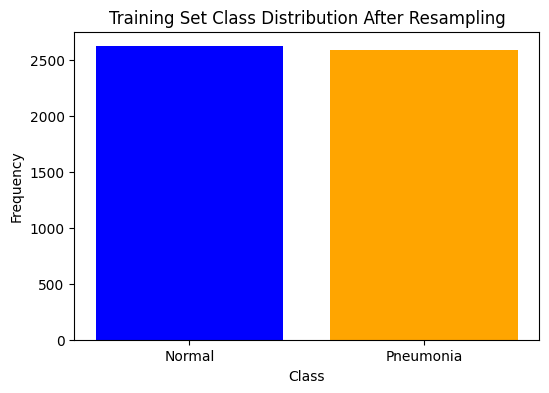 Training Set Class Distribution After Resampling
2500
2000
1500
1000
500
0
Frequency
Normal Pneumonia
Class